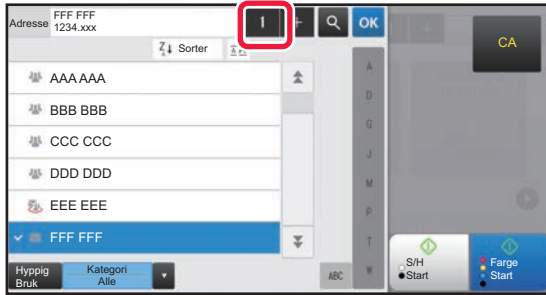 Adresse
FFF FFF
1234.xxx
1
+
OK
CA
Z↓ Sorter
AAA AAA
BBB BBB
CCC CCC
DDD DDD
EEE EEE
FFF FFF
A
D
G
J
M
P
T
W
Hyppig
Bruk
Kategori
Alle
ABC
S/H
Start
Farge
Start